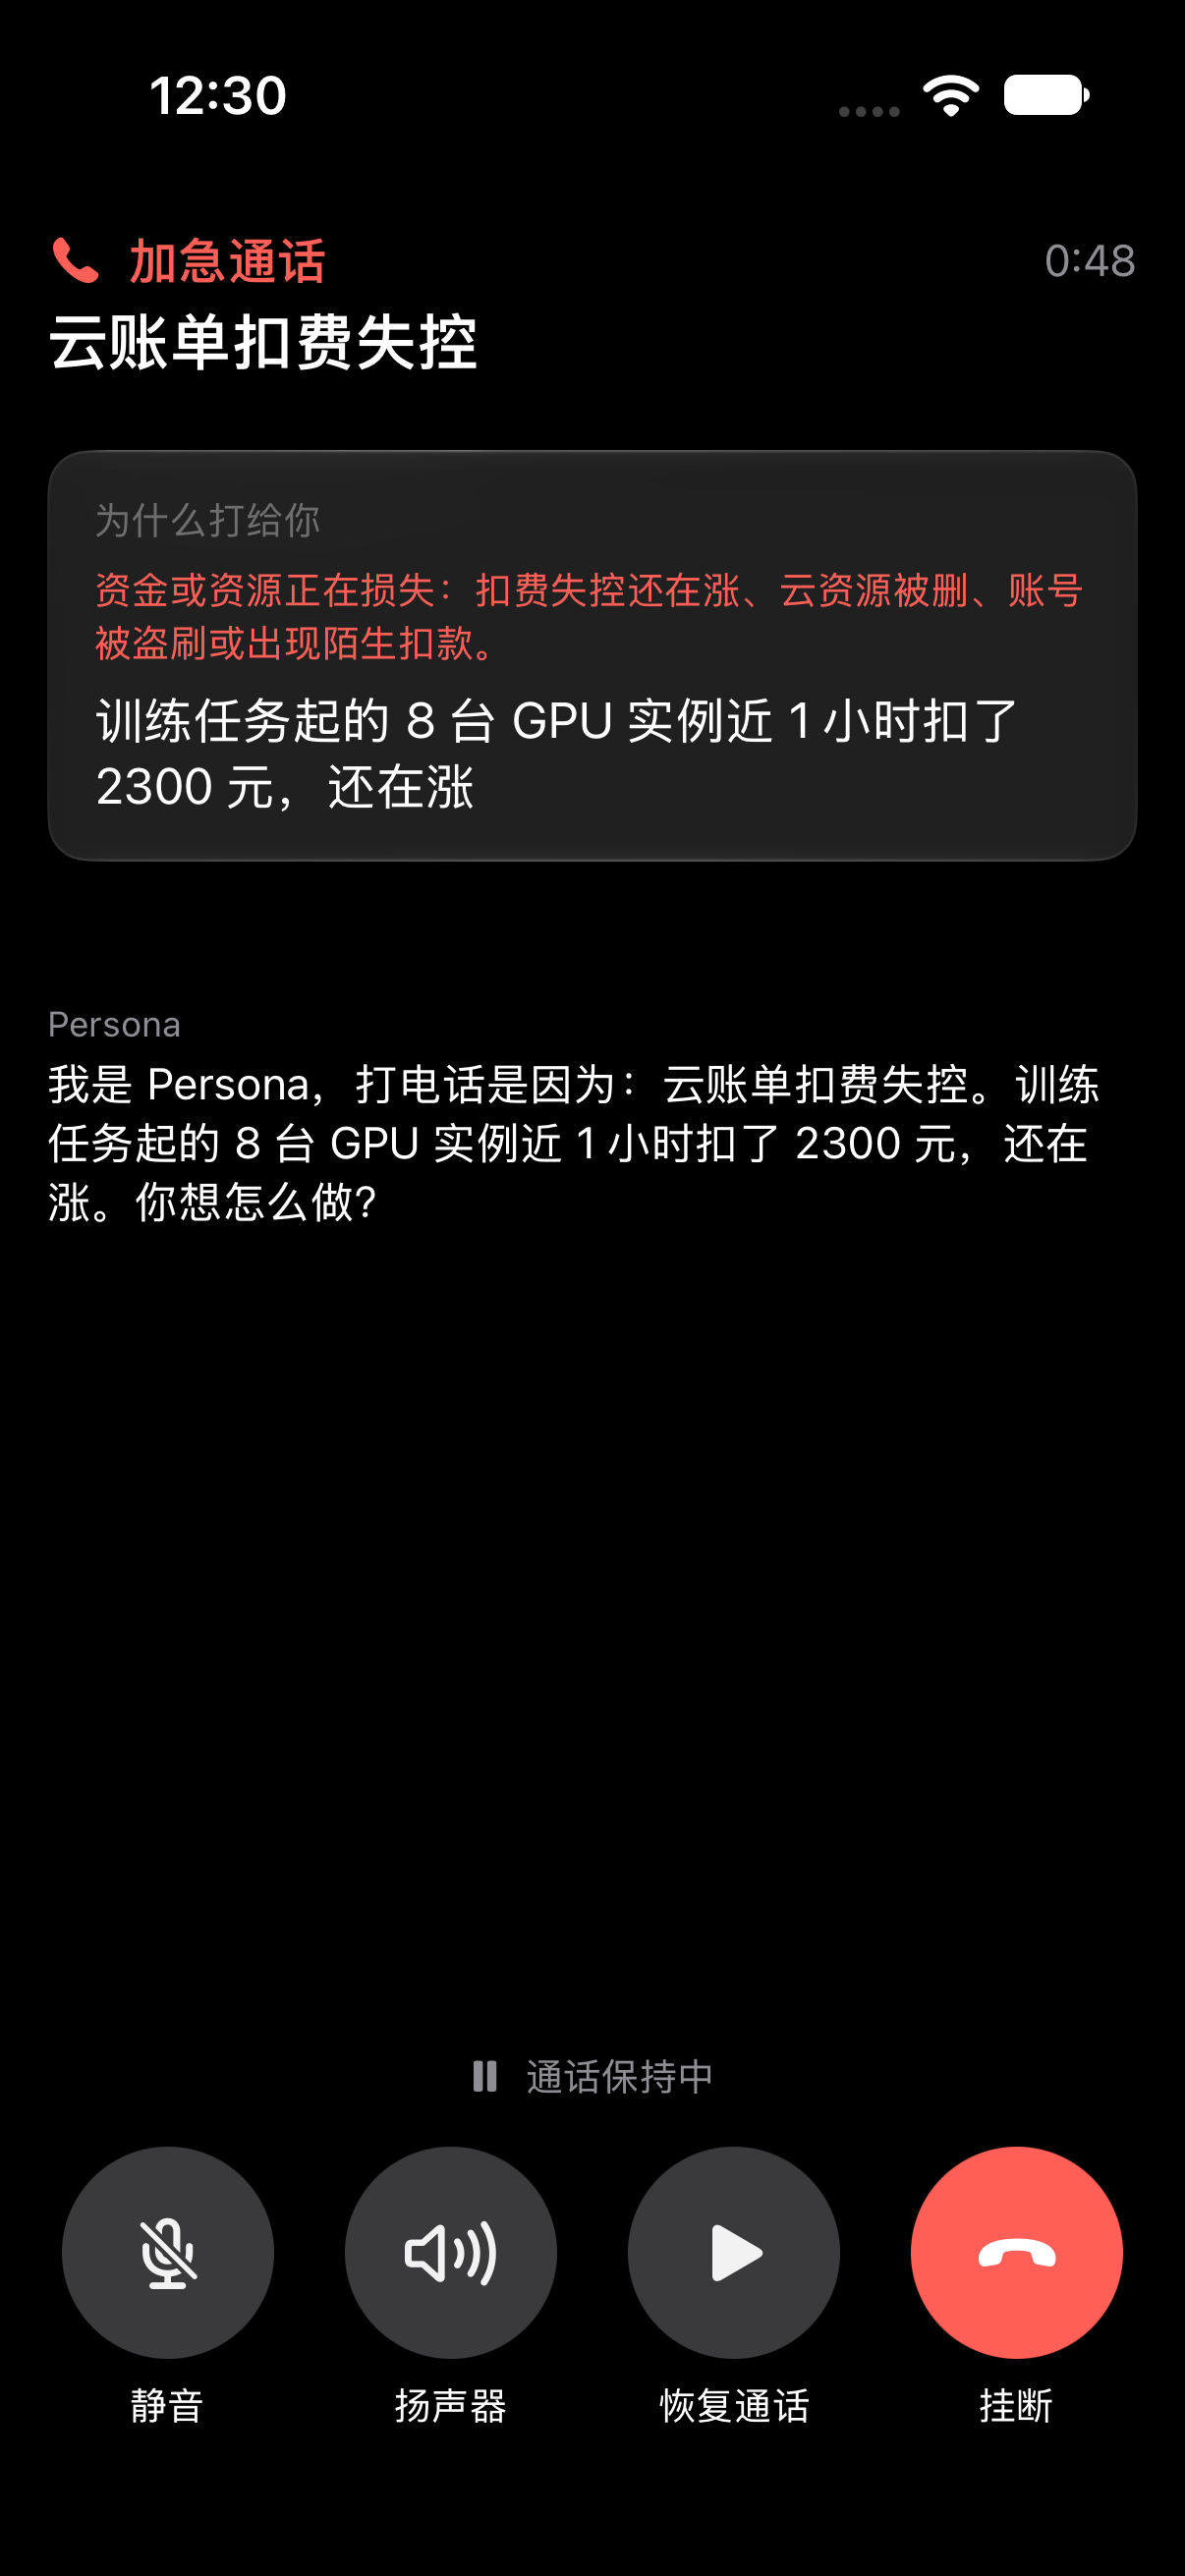 12:30
加急通话
0:48
云账单扣费失控
为什么打给你
资金或资源正在损失：扣费失控还在涨、云资源被删、账号
被盗刷或出现陌生扣款。
训练任务起的 8 台 GPU 实例近 1 小时扣了
2300 元，还在涨
Persona
我是 Persona，打电话是因为：云账单扣费失控。训练
任务起的 8 台 GPU 实例近 1 小时扣了 2300 元，还在
涨。你想怎么做?
通话保持中
静音
扬声器
恢复通话
挂断